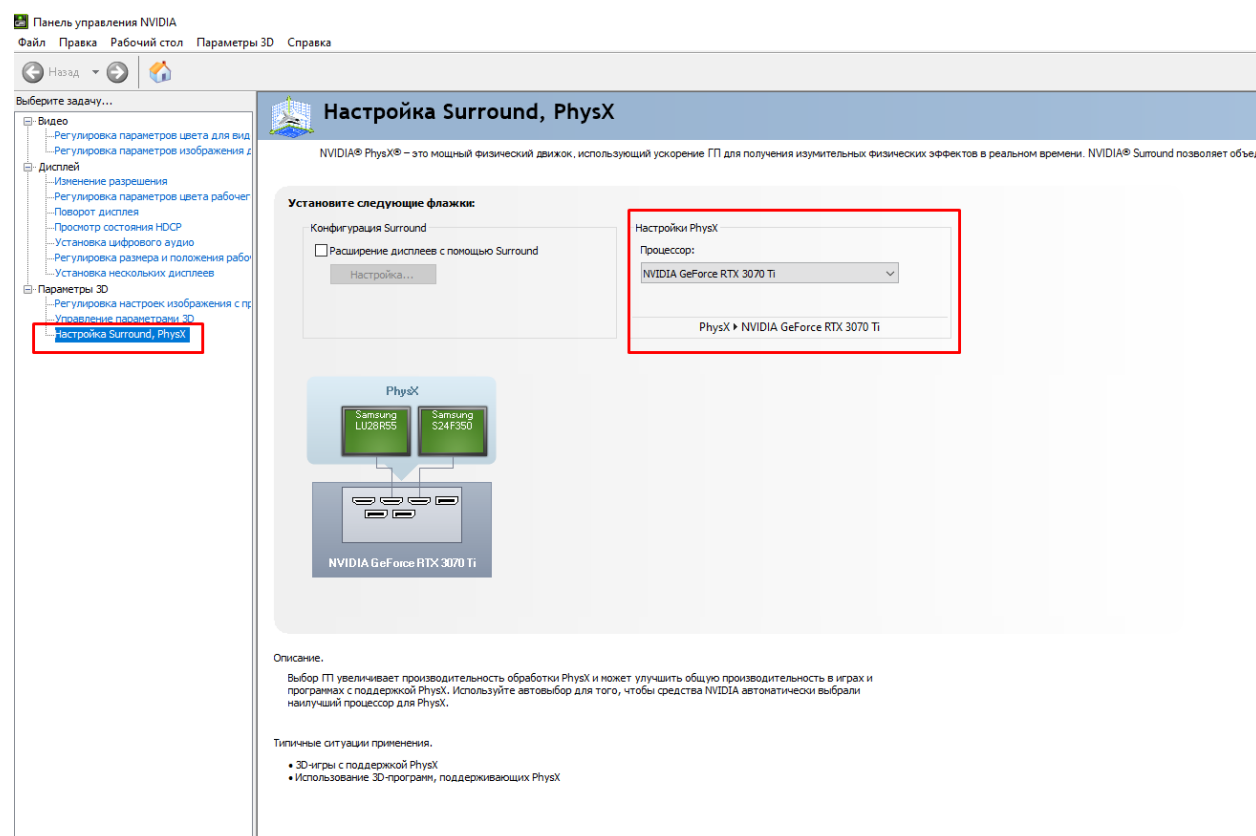 Панель управления NVIDIA
Файл Правка Рабочий стол Параметры 3D Справка
Назад
Выберите задачу...
Видео
Регулировка параметров цвета для вид
Регулировка параметров изображения д
Дисплей
Изменение разрешения
Регулировка параметров цвета рабочег
Поворот дисплея
Просмотр состояния HDCP
Установка цифрового аудио
Регулировка размера и положения рабо
Установка нескольких дисплеев
Параметры 3D
Регулировка настроек изображения с пр
Управление параметрами 3D
Настройка Surround, PhysX
Настройка Surround, PhysX
NVIDIA® PhysX® – это мощный физический движок, использующий ускорение ГП для получения изумительных физических эффектов в реальном времени. NVIDIA® Surround позволяет объе
Установите следующие флажки:
Конфигурация Surround
Расширение дисплеев с помощью Surround
Настройка...
Настройки PhysX
Процессор:
NVIDIA GeForce RTX 3070 Ti
PhysX NVIDIA GeForce RTX 3070 Ti
PhysX
Samsung LU28R55
Samsung S24F350
NVIDIA GeForce RTX 3070 Ti
Описание.
Выбор ГП увеличивает производительность обработки PhysX и может улучшить общую производительность в играх и
программах с поддержкой PhysX. Используйте автовыбор для того, чтобы средства NVIDIA автоматически выбрали
наилучший процессор для PhysX.
Типичные ситуации применения.
• 3D-игры с поддержкой PhysX
• Использование 3D-программ, поддерживающих PhysX